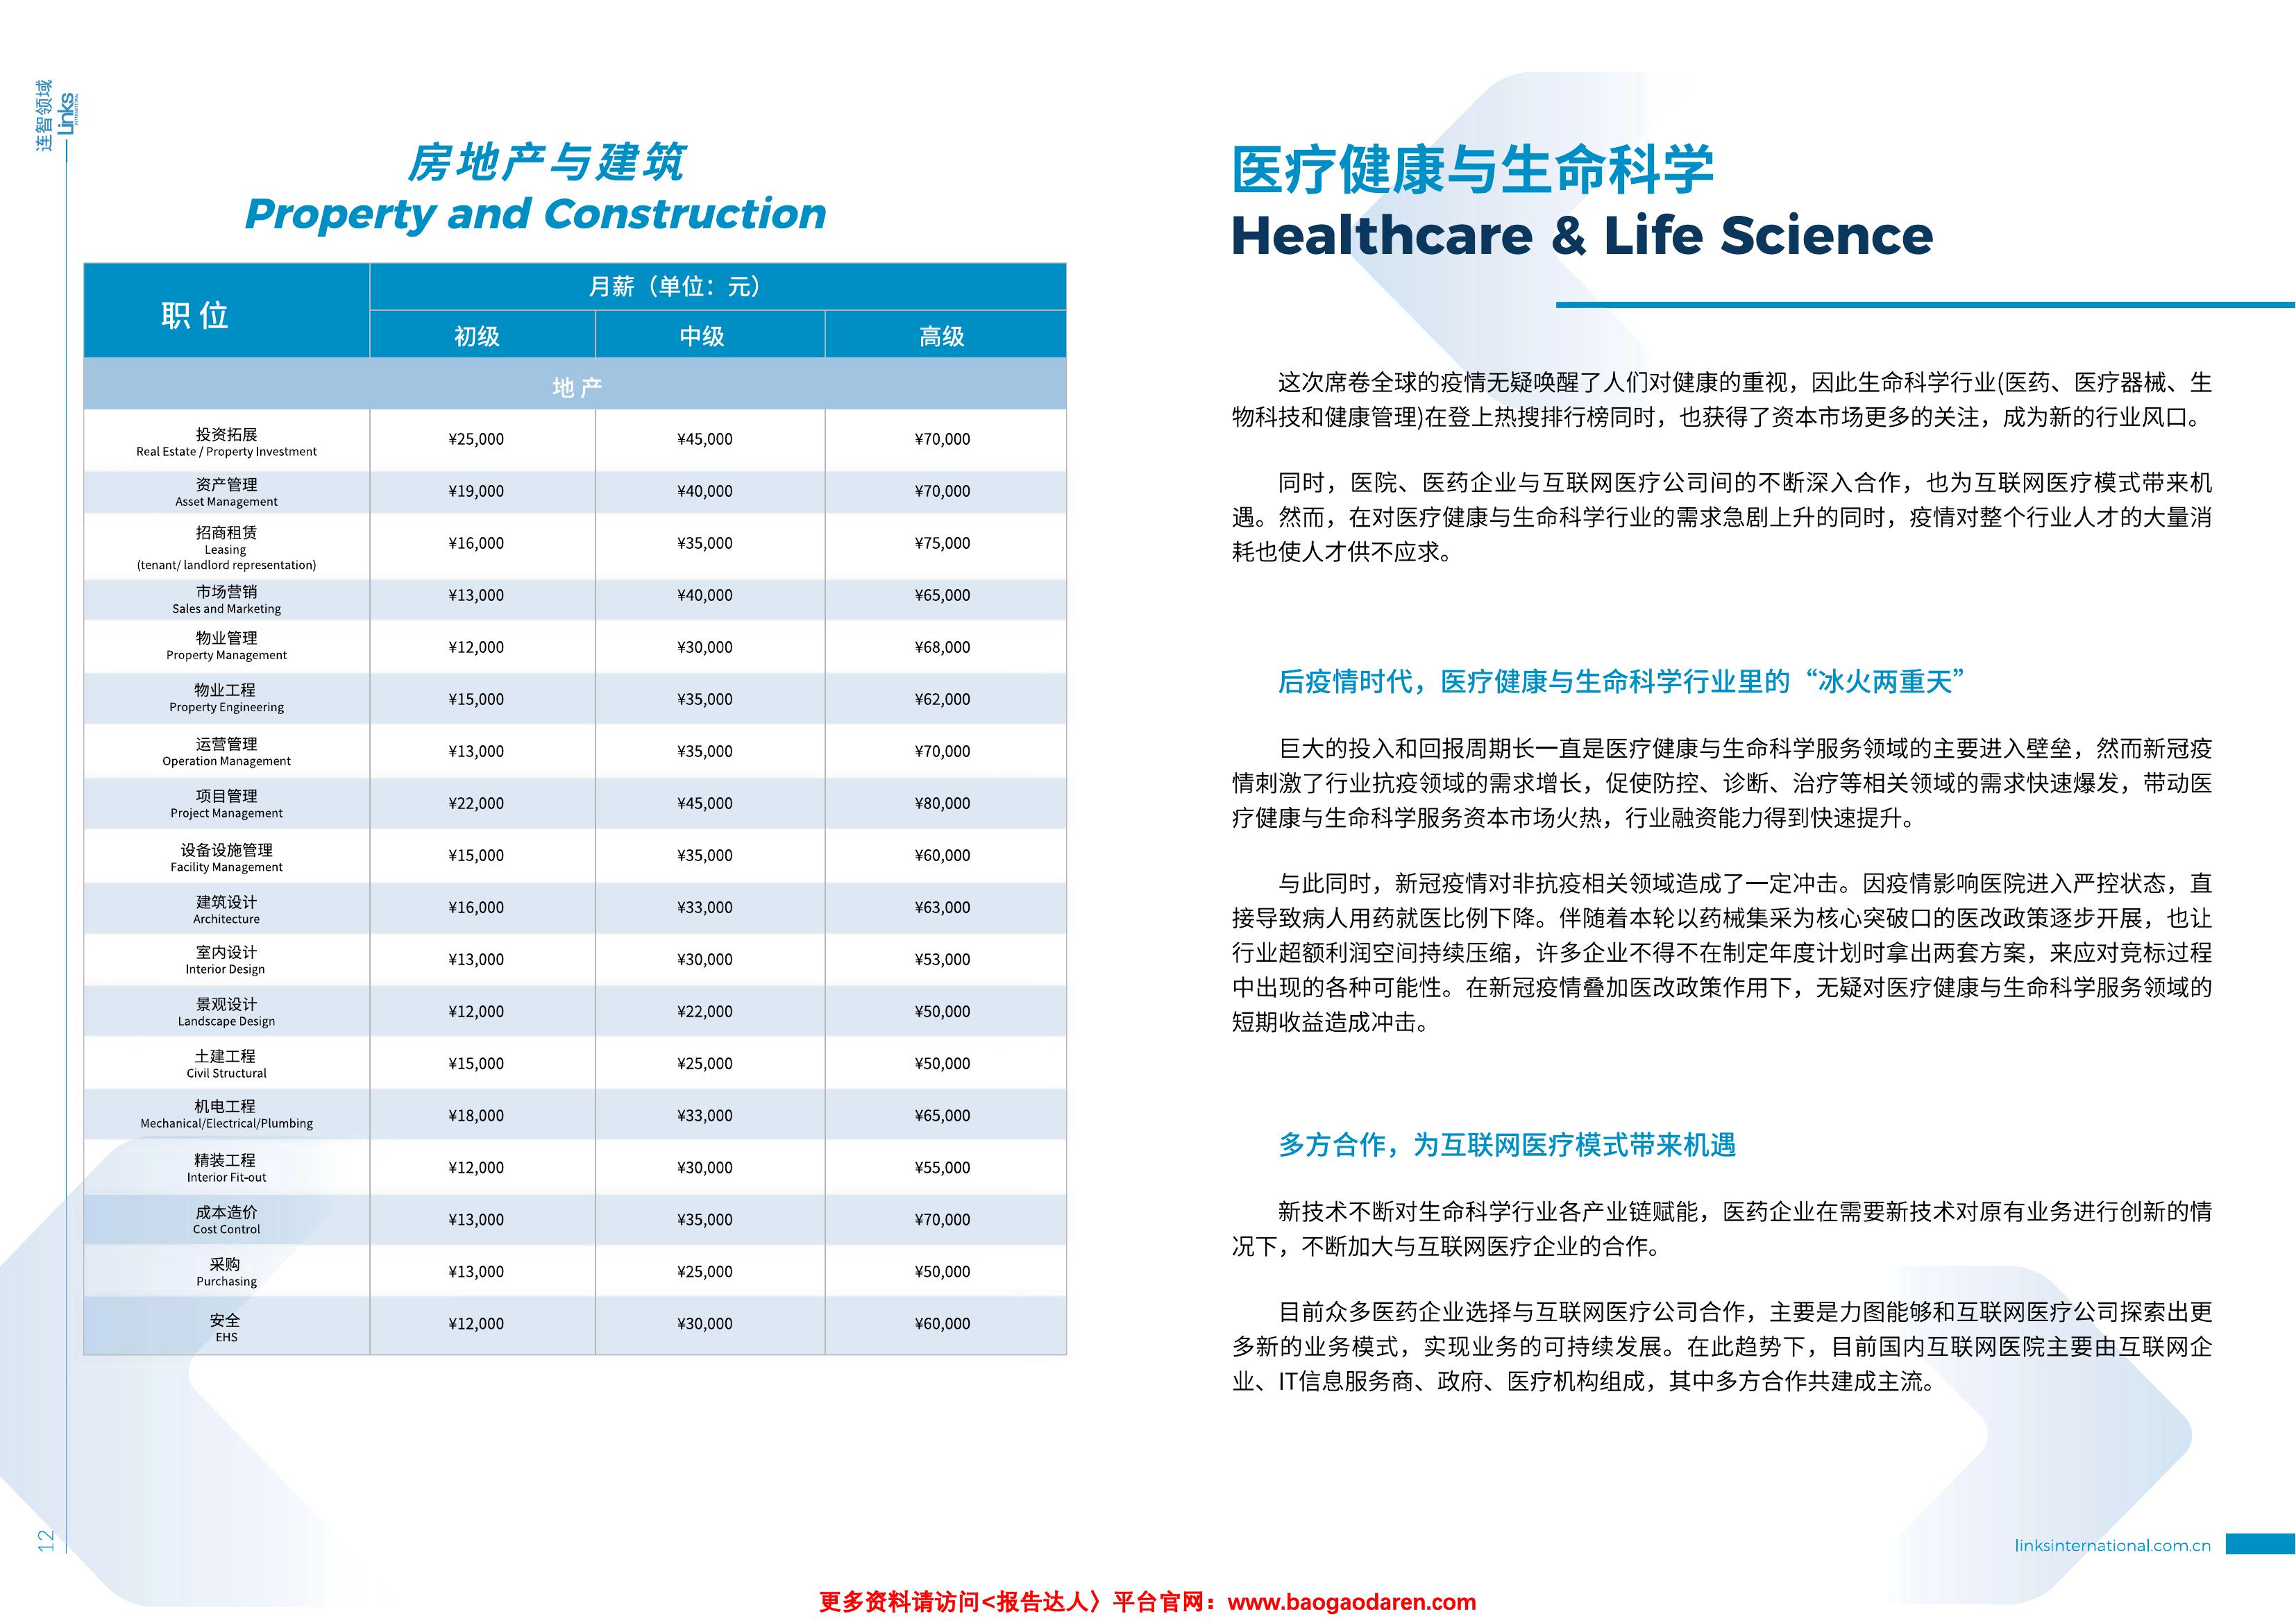 连智领域
Links
INTERNATIONAL
房地产与建筑
Property and Construction
职 位
月薪（单位：元）
初级 中级 高级
地 产
投资拓展
Real Estate / Property Investment
¥25,000 ¥45,000 ¥70,000
资产管理
Asset Management
¥19,000 ¥40,000 ¥70,000
招商租赁
Leasing
(tenant/ landlord representation)
¥16,000 ¥35,000 ¥75,000
市场营销
Sales and Marketing
¥13,000 ¥40,000 ¥65,000
物业管理
Property Management
¥12,000 ¥30,000 ¥68,000
物业工程
Property Engineering
¥15,000 ¥35,000 ¥62,000
运营管理
Operation Management
¥13,000 ¥35,000 ¥70,000
项目管理
Project Management
¥22,000 ¥45,000 ¥80,000
设备设施管理
Facility Management
¥15,000 ¥35,000 ¥60,000
建筑设计
Architecture
¥16,000 ¥33,000 ¥63,000
室内设计
Interior Design
¥13,000 ¥30,000 ¥53,000
景观设计
Landscape Design
¥12,000 ¥22,000 ¥50,000
土建工程
Civil Structural
¥15,000 ¥25,000 ¥50,000
机电工程
Mechanical/Electrical/Plumbing
¥18,000 ¥33,000 ¥65,000
精装工程
Interior Fit-out
¥12,000 ¥30,000 ¥55,000
成本造价
Cost Control
¥13,000 ¥35,000 ¥70,000
采购
Purchasing
¥13,000 ¥25,000 ¥50,000
安全
EHS
¥12,000 ¥30,000 ¥60,000
12
医疗健康与生命科学
Healthcare & Life Science
这次席卷全球的疫情无疑唤醒了人们对健康的重视，因此生命科学行业(医药、医疗器械、生
物科技和健康管理)在登上热搜排行榜同时，也获得了资本市场更多的关注，成为新的行业风口。
同时，医院、医药企业与互联网医疗公司间的不断深入合作，也为互联网医疗模式带来机
遇。然而，在对医疗健康与生命科学行业的需求急剧上升的同时，疫情对整个行业人才的大量消
耗也使人才供不应求。
后疫情时代，医疗健康与生命科学行业里的“冰火两重天”
巨大的投入和回报周期长一直是医疗健康与生命科学服务领域的主要进入壁垒，然而新冠疫
情刺激了行业抗疫领域的需求增长，促使防控、诊断、治疗等相关领域的需求快速爆发，带动医
疗健康与生命科学服务资本市场火热，行业融资能力得到快速提升。
与此同时，新冠疫情对非抗疫相关领域造成了一定冲击。因疫情影响医院进入严控状态，直
接导致病人用药就医比例下降。伴随着本轮以药械集采为核心突破口的医改政策逐步开展，也让
行业超额利润空间持续压缩，许多企业不得不在制定年度计划时拿出两套方案，来应对竞标过程
中出现的各种可能性。在新冠疫情叠加医改政策作用下，无疑对医疗健康与生命科学服务领域的
短期收益造成冲击。
多方合作，为互联网医疗模式带来机遇
新技术不断对生命科学行业各产业链赋能，医药企业在需要新技术对原有业务进行创新的情
况下，不断加大与互联网医疗企业的合作。
目前众多医药企业选择与互联网医疗公司合作，主要是力图能够和互联网医疗公司探索出更
多新的业务模式，实现业务的可持续发展。在此趋势下，目前国内互联网医院主要由互联网企
业、IT信息服务商、政府、医疗机构组成，其中多方合作共建成主流。
linksinternational.com.cn
更多资料请访问<报告达人〉平台官网：www.baogaodaren.com